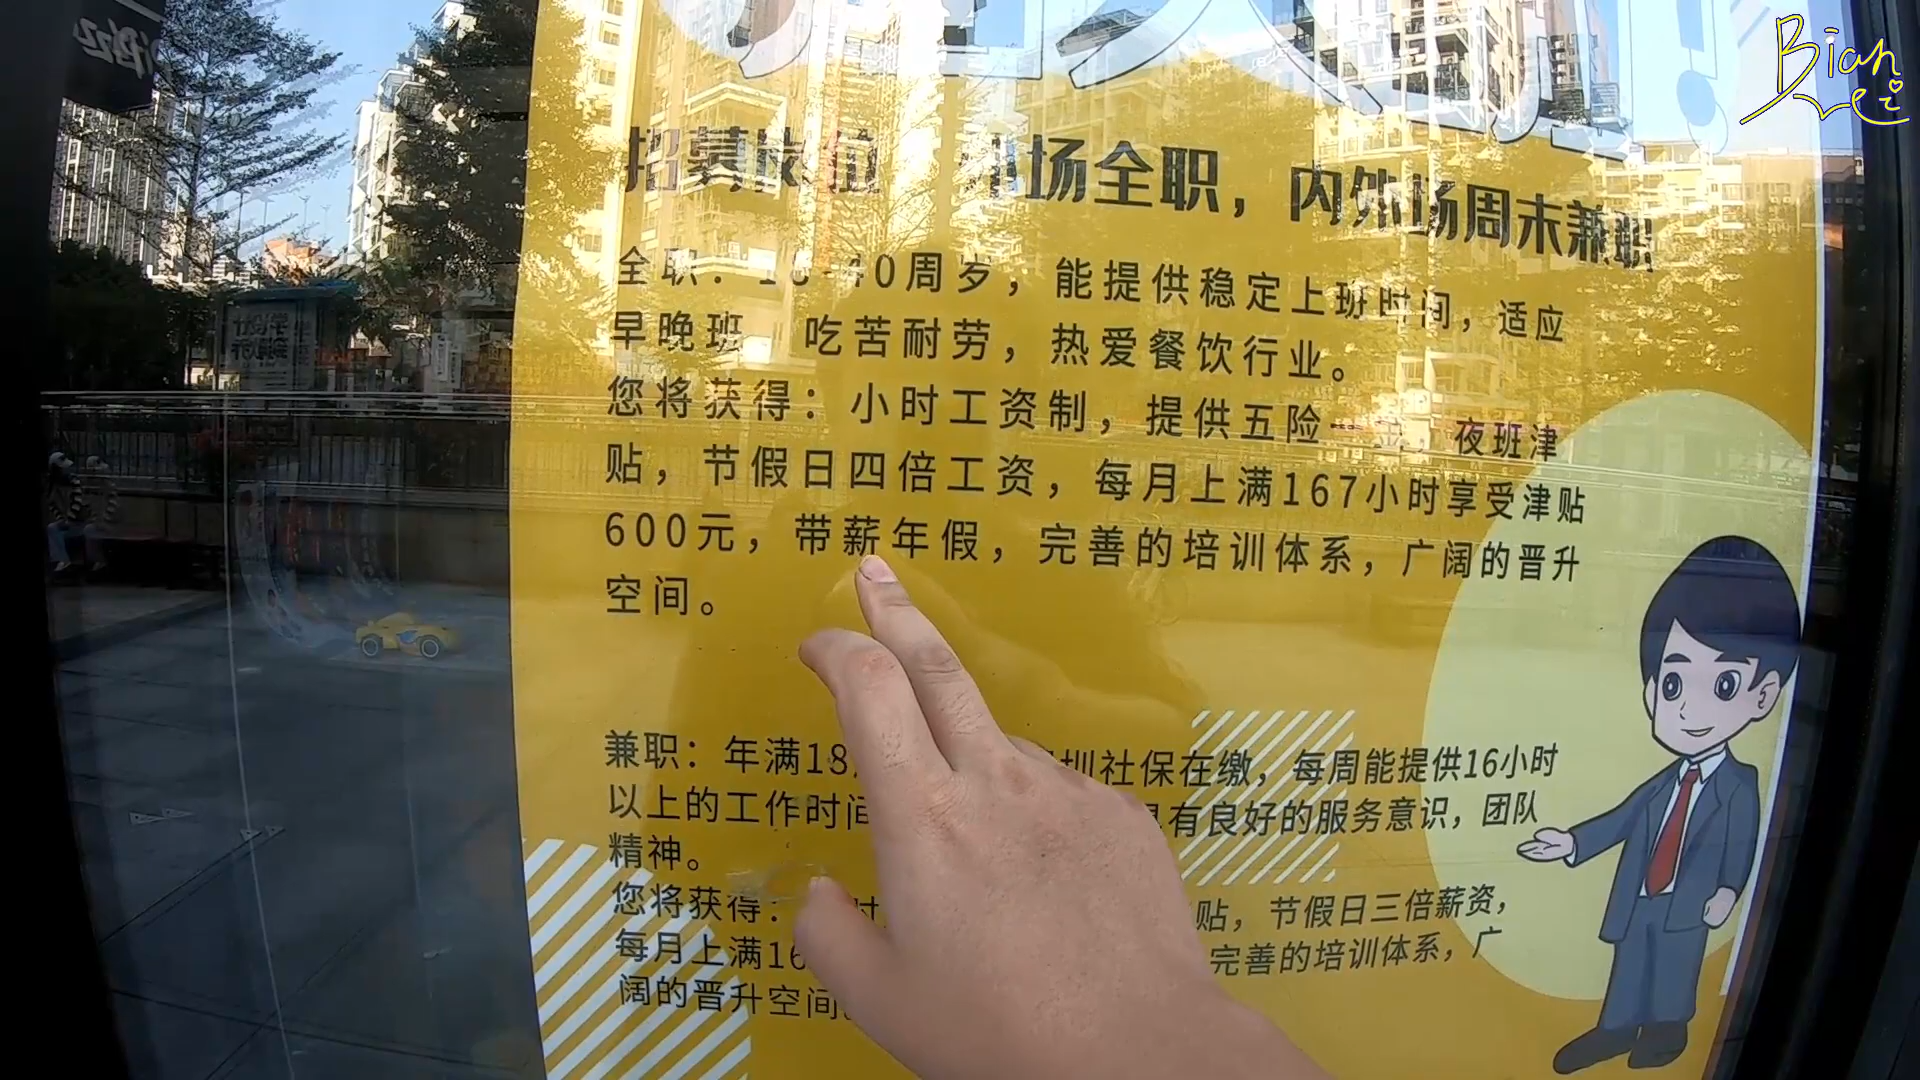 Bian
Lei
招募岗位 外场全职，内外场周末兼职
全职：18-40周岁，能提供稳定上班时间，适应
早晚班 吃苦耐劳，热爱餐饮行业。
您将获得：小时工资制，提供五险一金，夜班津
贴，节假日四倍工资，每月上满167小时享受津贴
600元，带薪年假，完善的培训体系，广阔的晋升
空间。
兼职：年满18 圳社保在缴，每周能提供16小时
以上的工作时间 具有良好的服务意识，团队
精神。
您将获得： 时 贴，节假日三倍薪资，
每月上满16 完善的培训体系，广
阔的晋升空间。